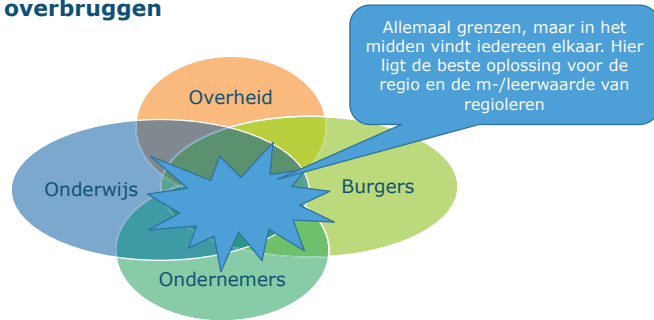 overbruggen
Allemaal grenzen, maar in het
midden vindt iedereen elkaar. Hier
ligt de beste oplossing voor de
regio en de m-/leerwaarde van
regioleren
Overheid
Onderwijs
Burgers
Ondernemers